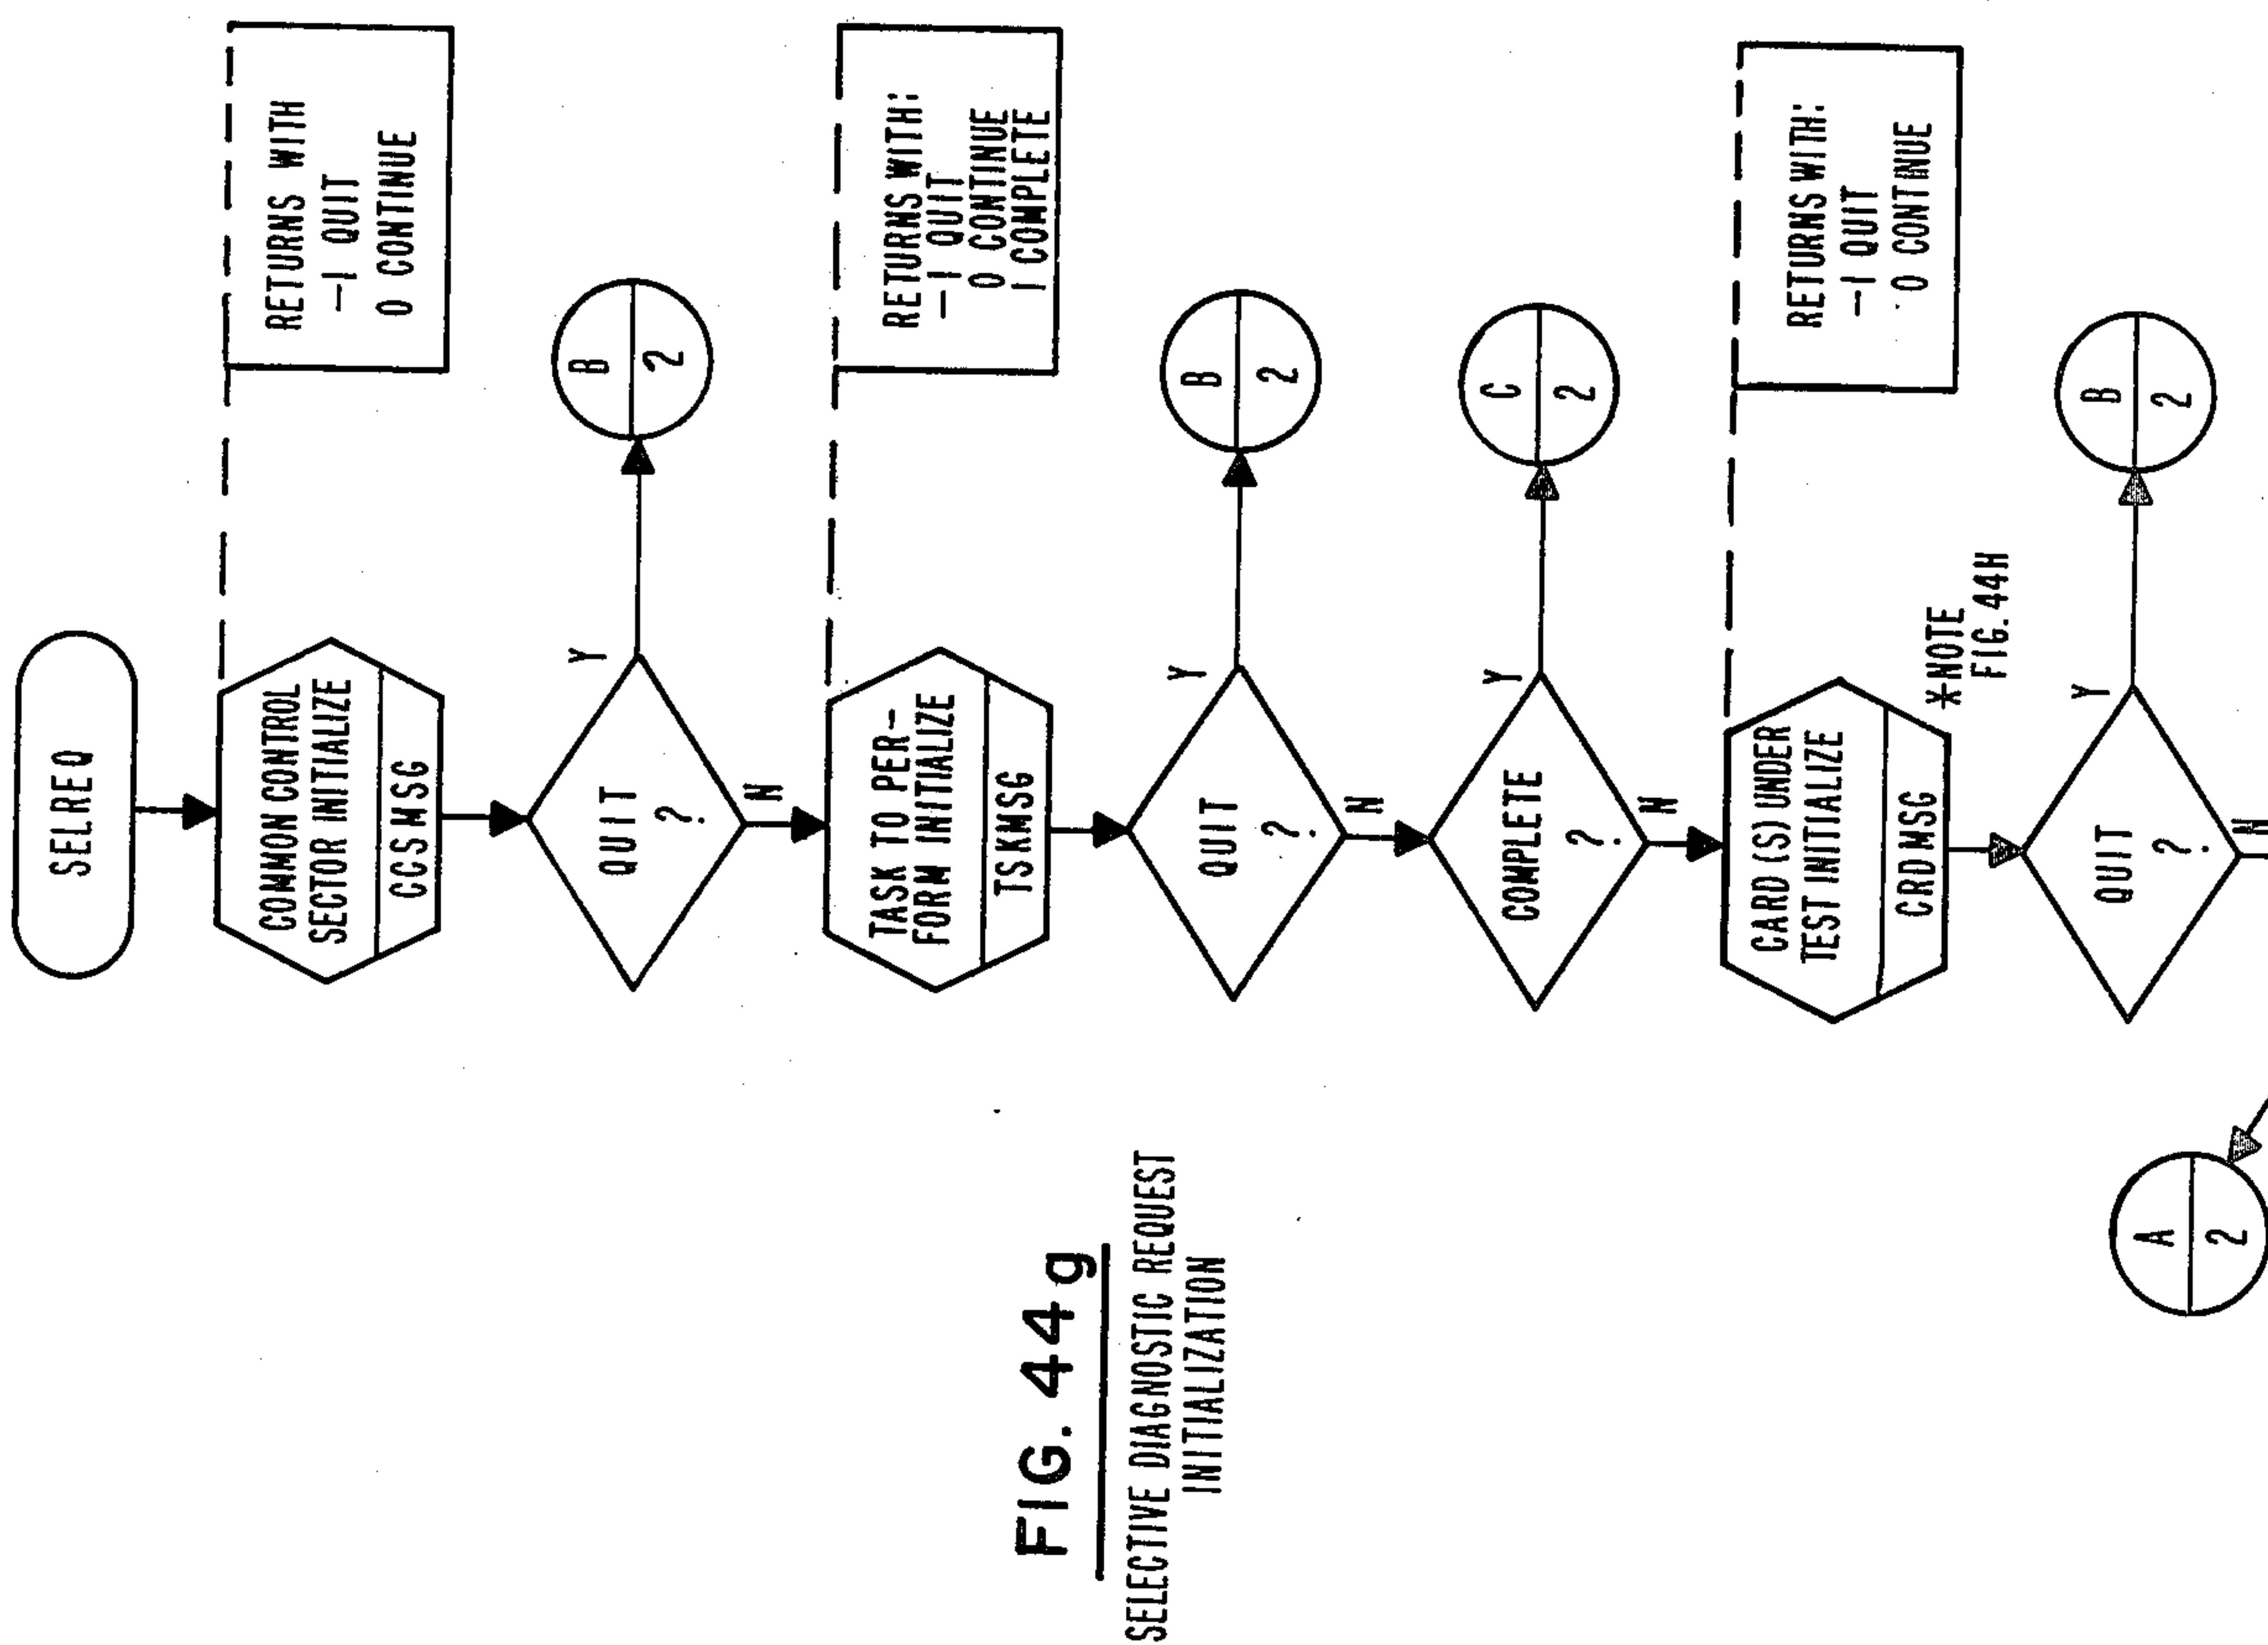 SELREQ
COMMON CONTROL
SECTOR INITIALIZE
CCSMSG
RETURNS WITH
-1 QUIT
0 CONTINUE
QUIT
?
Y
B
2
N
TASK TO PER-
FORM INITIALIZE
TSKMSG
RETURNS WITH:
-1 QUIT
0 CONTINUE
1 COMPLETE
QUIT
?
Y
B
2
N
COMPLETE
?
Y
C
2
N
CARD (S) UNDER
TEST INITIALIZE
CRDMSG
RETURNS WITH:
-1 QUIT
0 CONTINUE
*NOTE
FIG. 44H
QUIT
?
Y
B
2
N
A
2
FIG. 44g
SELECTIVE DIAGNOSTIC REQUEST
INITIALIZATION